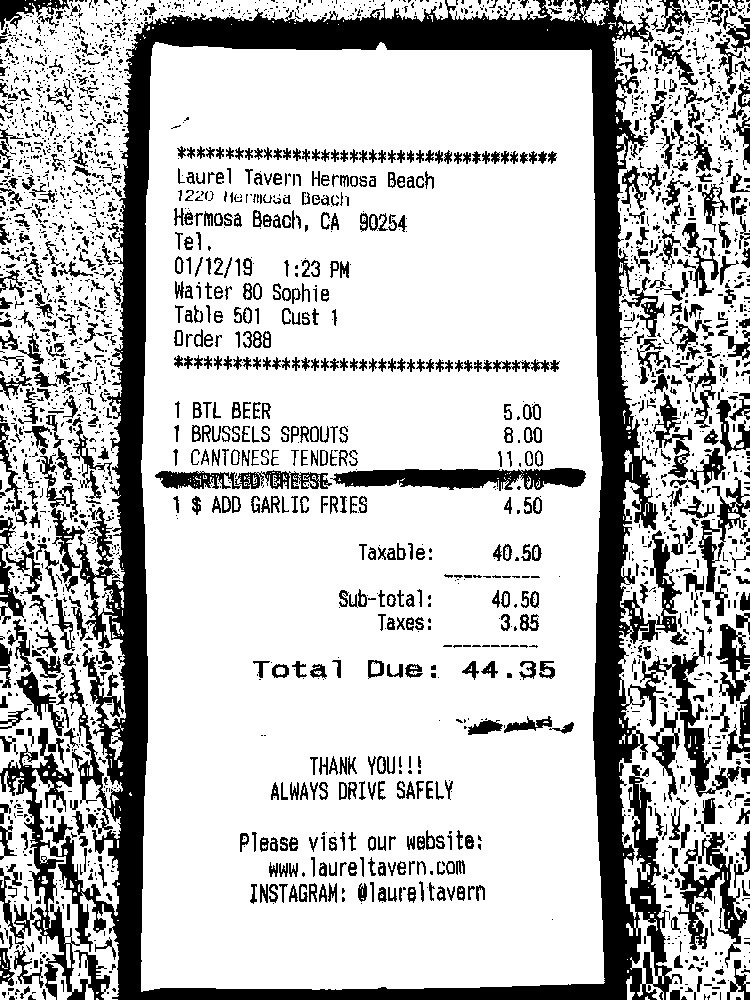 ****************************************
Laurel Tavern Hermosa Beach
1220 Hermosa Beach
Hermosa Beach, CA 90254
Tel.
01/12/19 1:23 PM
Waiter 80 Sophie
Table 501 Cust 1
Order 1388
****************************************
1 BTL BEER 5.00
1 BRUSSELS SPROUTS 8.00
1 CANTONESE TENDERS 11.00
GRILLED CHEESE 12.00
1 $ ADD GARLIC FRIES 4.50
Taxable: 40.50
----------
Sub-total: 40.50
Taxes: 3.85
----------
Total Due: 44.35
THANK YOU!!!
ALWAYS DRIVE SAFELY
Please visit our website:
www.laureltavern.com
INSTAGRAM: @laureltavern